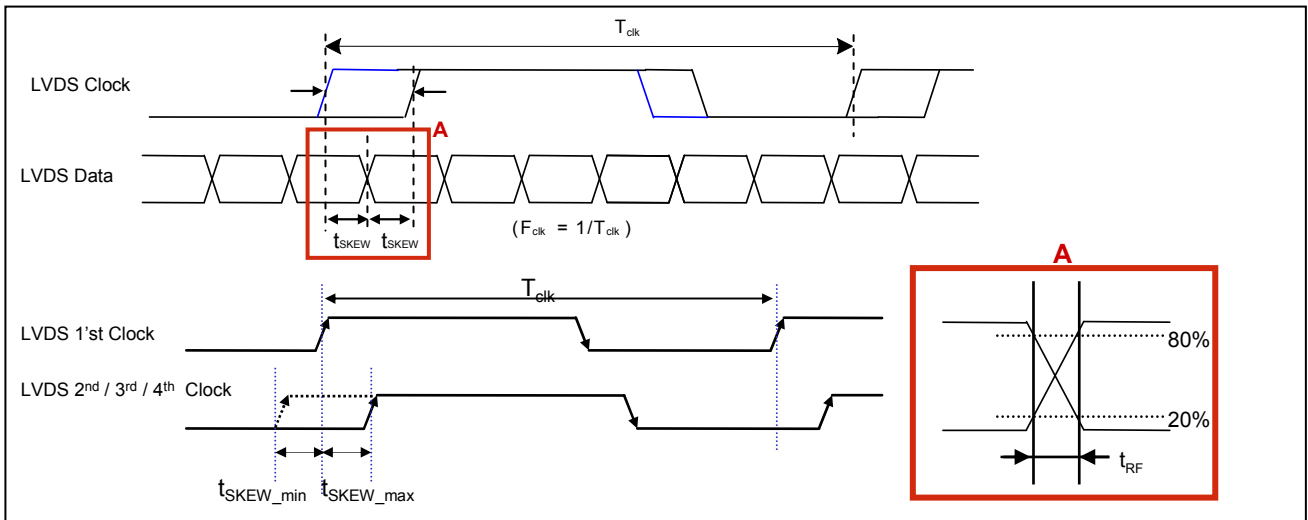 Tclk
LVDS Clock
A
LVDS Data
tSKEW tSKEW
(Fclk = 1/Tclk)
A
Tclk
LVDS 1'st Clock
80%
LVDS 2nd / 3rd / 4th Clock
20%
tRF
tSKEW_min tSKEW_max